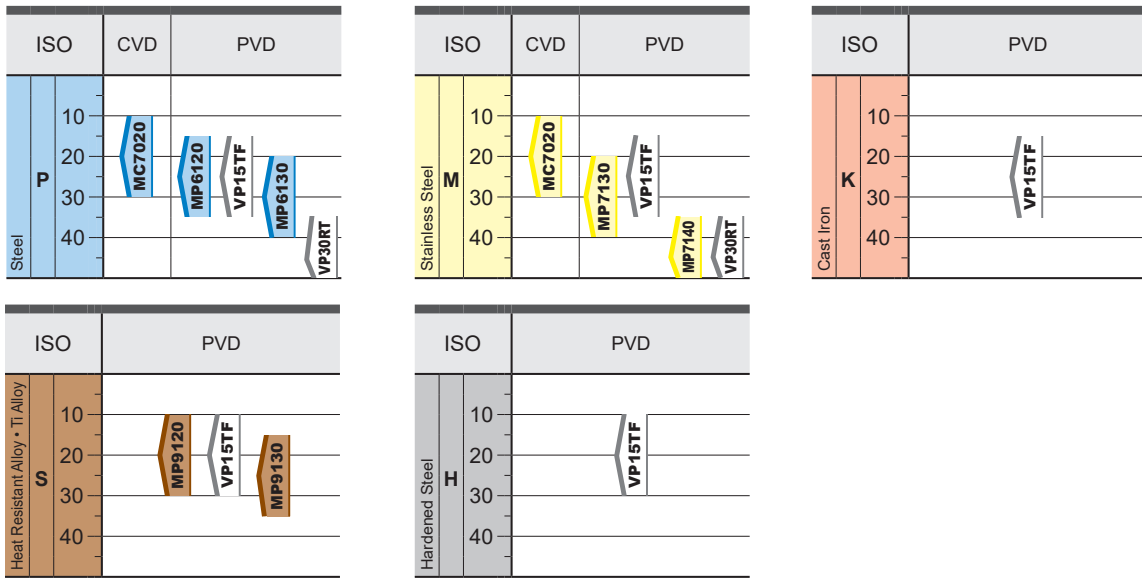 ISO CVD PVD
Steel
P
10
20
30
40
MC7020
MP6120
VP15TF
MP6130
VP30RT
ISO CVD PVD
Stainless Steel
M
10
20
30
40
MC7020
MP7130
VP15TF
MP7140
VP30RT
ISO PVD
Cast Iron
K
10
20
30
40
VP15TF
ISO PVD
Heat Resistant Alloy • Ti Alloy
S
10
20
30
40
MP9120
VP15TF
MP9130
ISO PVD
Hardened Steel
H
10
20
30
40
VP15TF